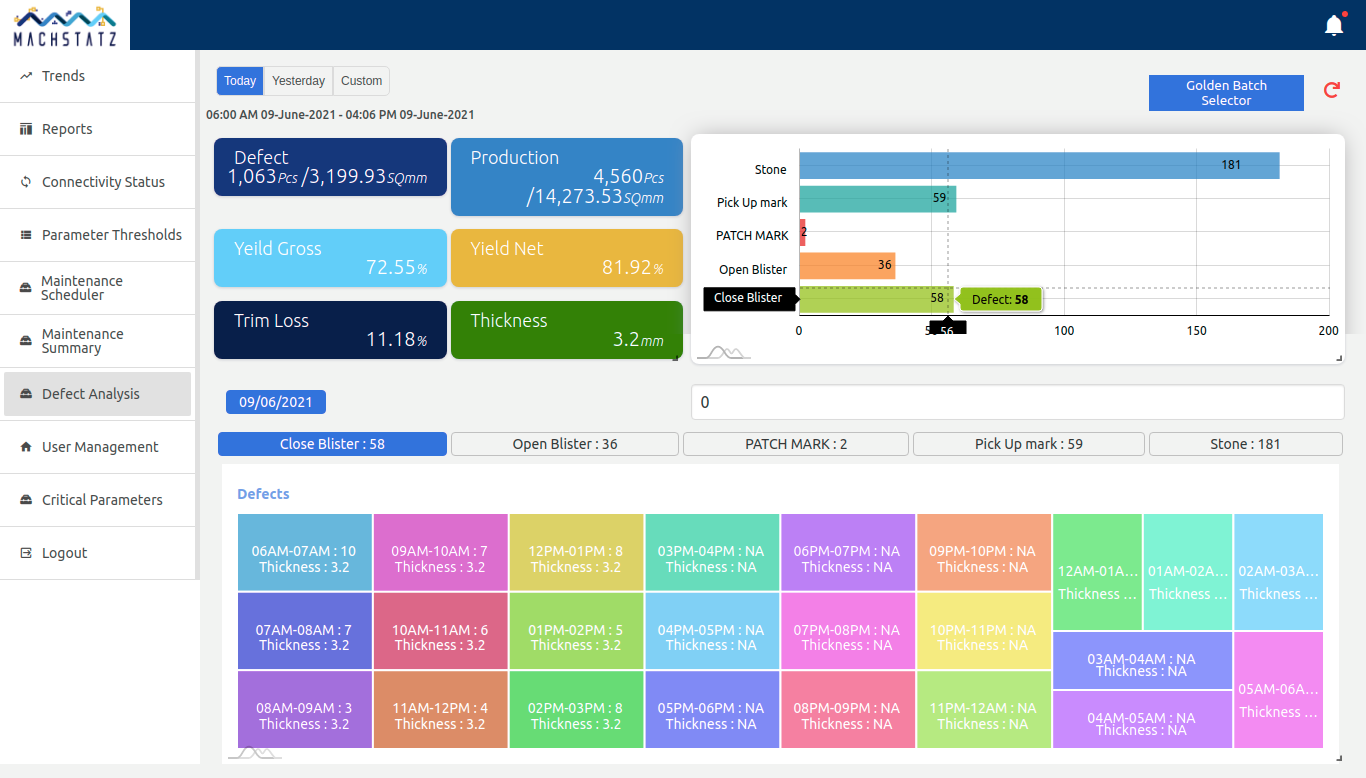 MACHSTATZ
Trends
Reports
Connectivity Status
Parameter Thresholds
Maintenance
Scheduler
Maintenance
Summary
Defect Analysis
User Management
Critical Parameters
Logout
Today Yesterday Custom
06:00 AM 09-June-2021 - 04:06 PM 09-June-2021
Golden Batch
Selector
Defect
1,063Pcs /3,199.93SQmm
Production
4,560Pcs
/14,273.53SQmm
Yeild Gross
72.55%
Yield Net
81.92%
Trim Loss
11.18%
Thickness
3.2mm
Stone 181
Pick Up mark 59
PATCH MARK 2
Open Blister 36
Close Blister 58 Defect: 58
0 56 100 150 200
09/06/2021
0
Close Blister : 58 Open Blister : 36 PATCH MARK : 2 Pick Up mark : 59 Stone : 181
Defects
06AM-07AM : 10
Thickness : 3.2
09AM-10AM : 7
Thickness : 3.2
12PM-01PM : 8
Thickness : 3.2
03PM-04PM : NA
Thickness : NA
06PM-07PM : NA
Thickness : NA
09PM-10PM : NA
Thickness : NA
12AM-01A...
Thickness ...
01AM-02A...
Thickness ...
02AM-03A...
Thickness ...
07AM-08AM : 7
Thickness : 3.2
10AM-11AM : 6
Thickness : 3.2
01PM-02PM : 5
Thickness : 3.2
04PM-05PM : NA
Thickness : NA
07PM-08PM : NA
Thickness : NA
10PM-11PM : NA
Thickness : NA
03AM-04AM : NA
Thickness : NA
05AM-06A...
Thickness ...
08AM-09AM : 3
Thickness : 3.2
11AM-12PM : 4
Thickness : 3.2
02PM-03PM : 8
Thickness : 3.2
05PM-06PM : NA
Thickness : NA
08PM-09PM : NA
Thickness : NA
11PM-12AM : NA
Thickness : NA
04AM-05AM : NA
Thickness : NA